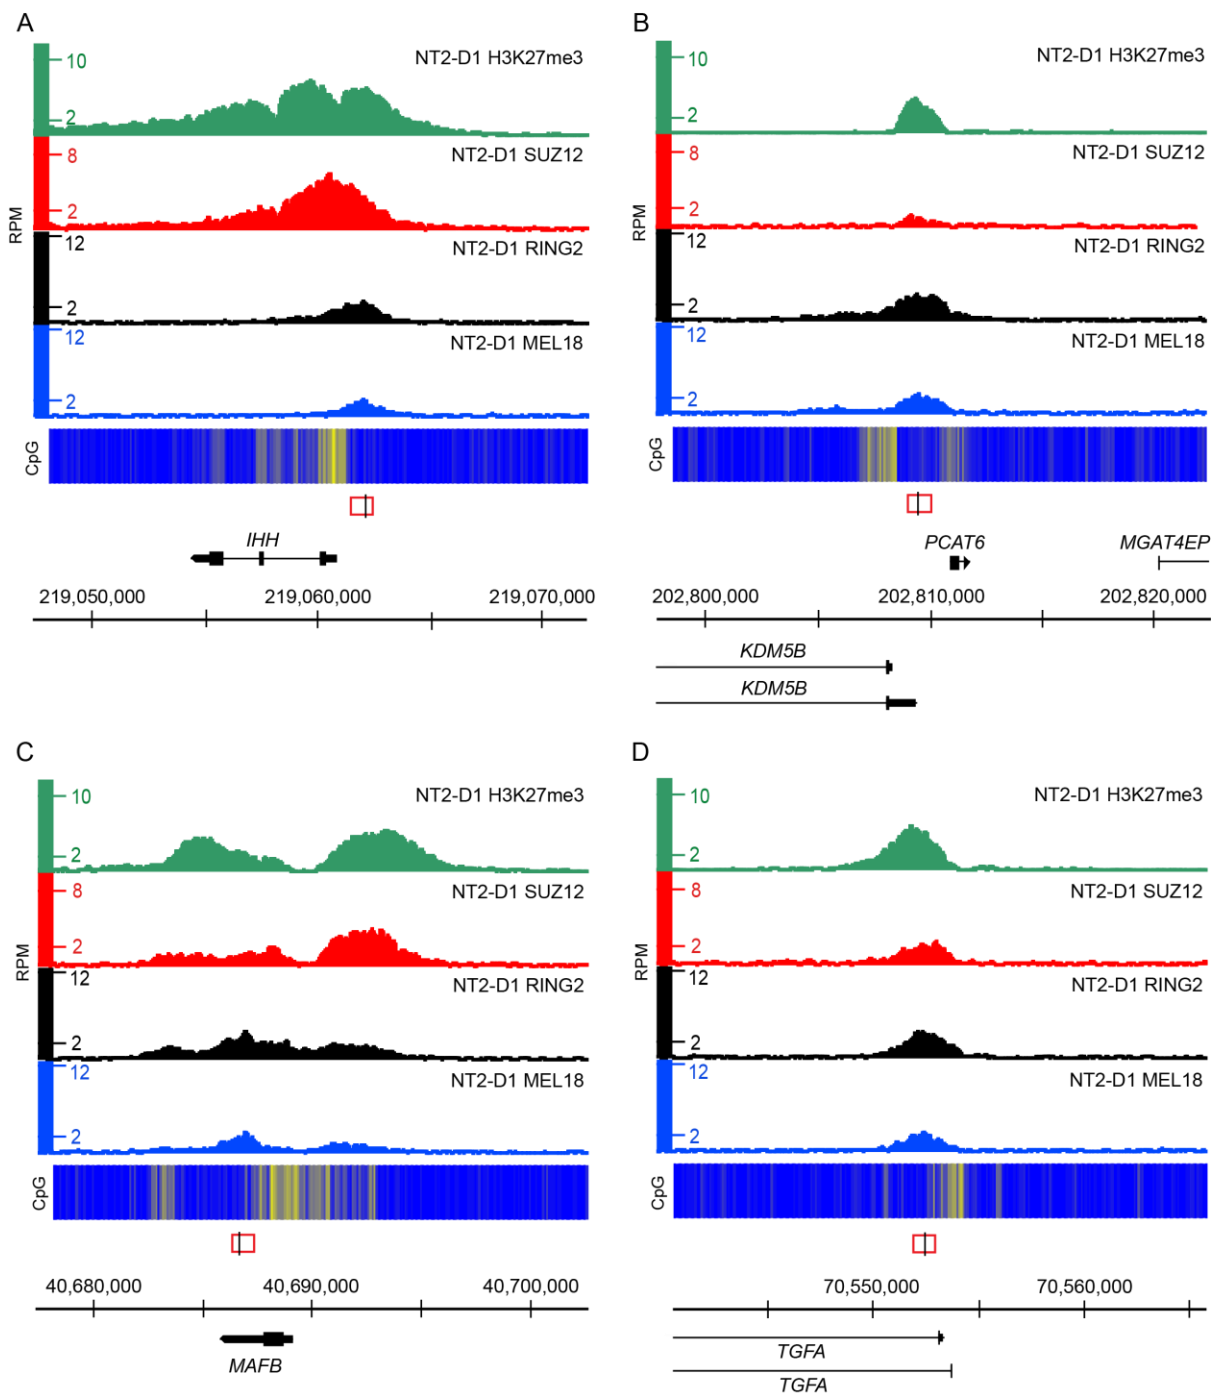 A
10
NT2-D1 H3K27me3
2
8
NT2-D1 SUZ12
2
RPM
12
NT2-D1 RING2
2
12
NT2-D1 MEL18
2
CpG
IHH
219,050,000 219,060,000 219,070,000
B
10
NT2-D1 H3K27me3
2
8
NT2-D1 SUZ12
2
RPM
12
NT2-D1 RING2
2
12
NT2-D1 MEL18
2
CpG
PCAT6 MGAT4EP
202,800,000 202,810,000 202,820,000
KDM5B
KDM5B
C
10
NT2-D1 H3K27me3
2
8
NT2-D1 SUZ12
2
RPM
12
NT2-D1 RING2
2
12
NT2-D1 MEL18
2
CpG
40,680,000 40,690,000 40,700,000
MAFB
D
10
NT2-D1 H3K27me3
2
8
NT2-D1 SUZ12
2
RPM
12
NT2-D1 RING2
2
12
NT2-D1 MEL18
2
CpG
70,550,000 70,560,000
TGFA
TGFA